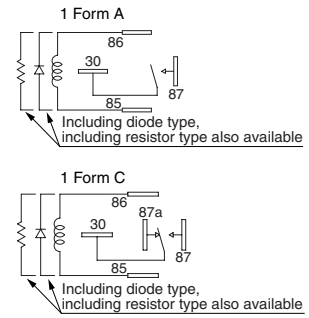 1 Form A
86
30
87
85
Including diode type,
including resistor type also available
1 Form C
86
87a
30
87
85
Including diode type,
including resistor type also available